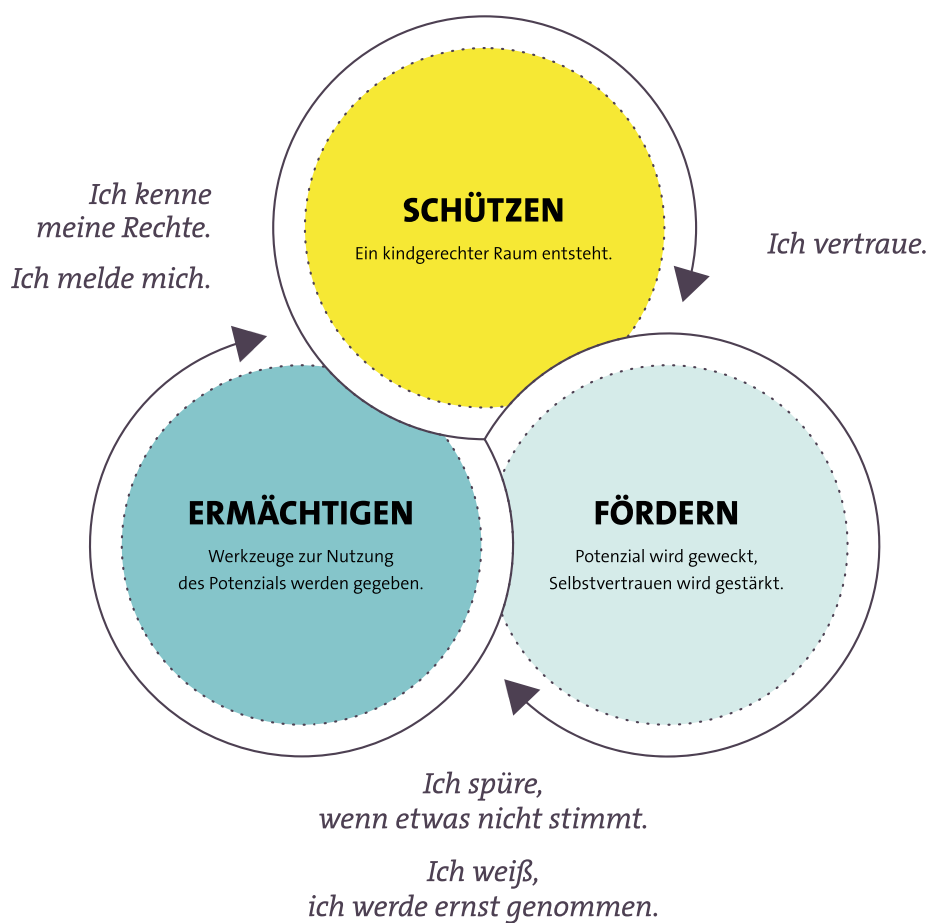 Ich kenne
meine Rechte.
Ich melde mich.
SCHÜTZEN
Ein kindgerechter Raum entsteht.
Ich vertraue.
ERMÄCHTIGEN
Werkzeuge zur Nutzung
des Potenzials werden gegeben.
FÖRDERN
Potenzial wird geweckt,
Selbstvertrauen wird gestärkt.
Ich spüre,
wenn etwas nicht stimmt.
Ich weiß,
ich werde ernst genommen.